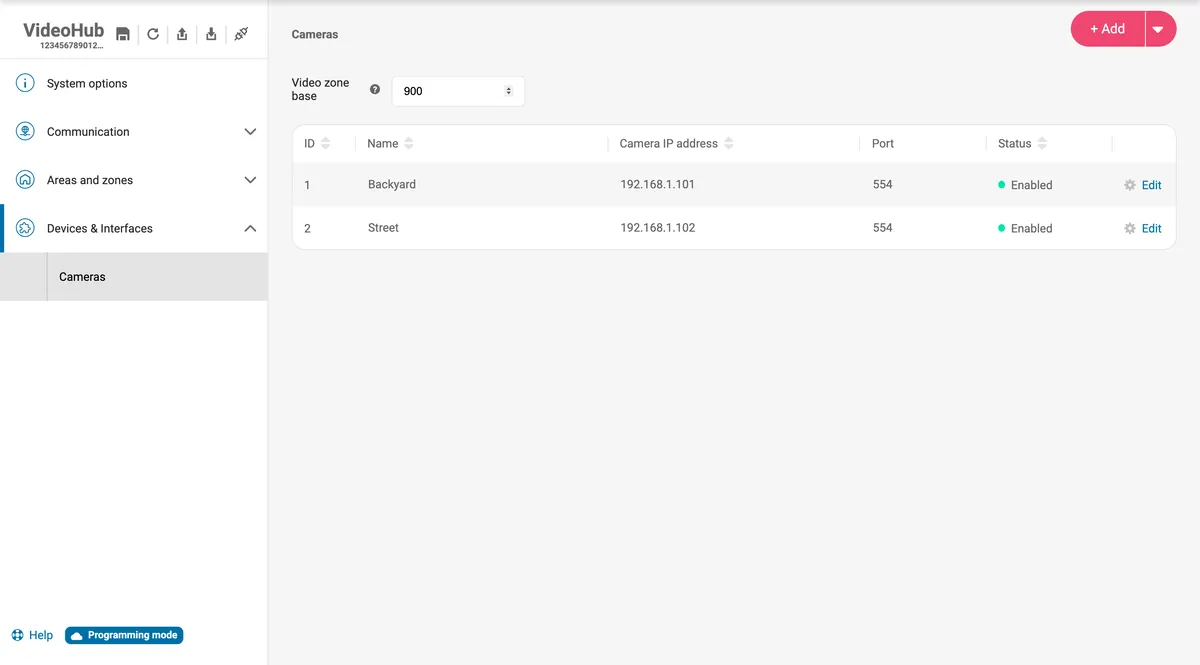 VideoHub
123456789012...
System options
Communication
Areas and zones
Devices & Interfaces
Cameras
Help
Programming mode
Cameras
+ Add
Video zone
base
900
ID Name Camera IP address Port Status
1 Backyard 192.168.1.101 554 Enabled Edit
2 Street 192.168.1.102 554 Enabled Edit